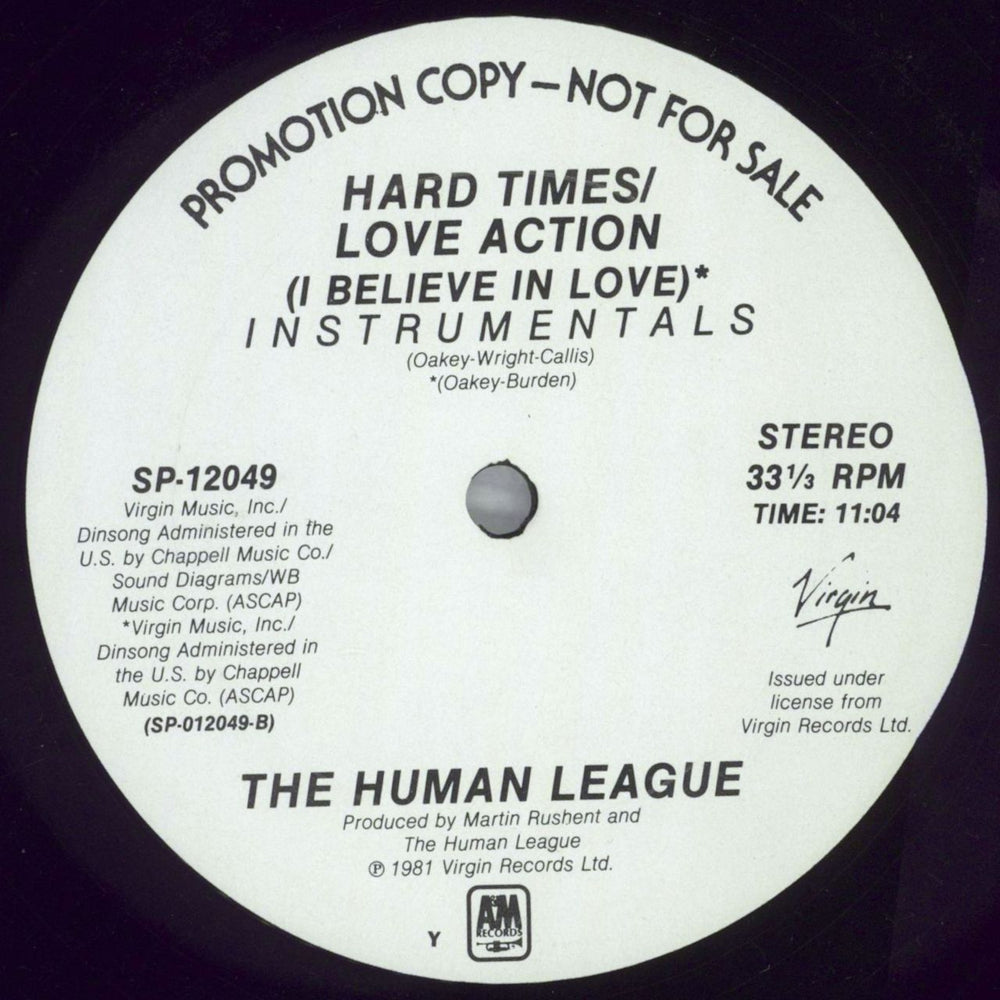 PROMOTION COPY — NOT FOR SALE
HARD TIMES/
LOVE ACTION
(I BELIEVE IN LOVE)*
INSTRUMENTALS
(Oakey-Wright-Callis)
*(Oakey-Burden)
SP-12049
Virgin Music, Inc./
Dinsong Administered in the
U.S. by Chappell Music Co./
Sound Diagrams/WB
Music Corp. (ASCAP)
*Virgin Music, Inc./
Dinsong Administered in
the U.S. by Chappell
Music Co. (ASCAP)
(SP-012049-B)
STEREO
33⅓ RPM
TIME: 11:04
Virgin
Issued under
license from
Virgin Records Ltd.
THE HUMAN LEAGUE
Produced by Martin Rushent and
The Human League
℗ 1981 Virgin Records Ltd.
Y
A&M
RECORDS